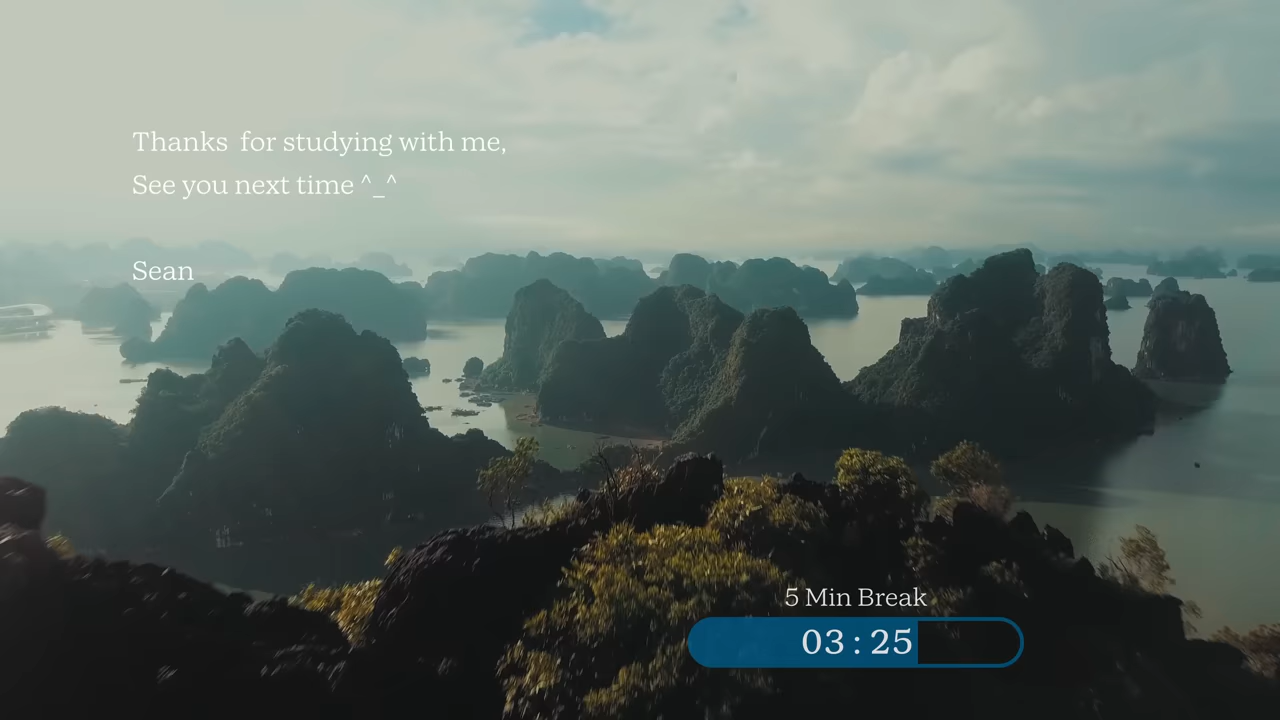 Thanks  for studying with me,
See you next time ^_^
Sean
5 Min Break
03 : 25